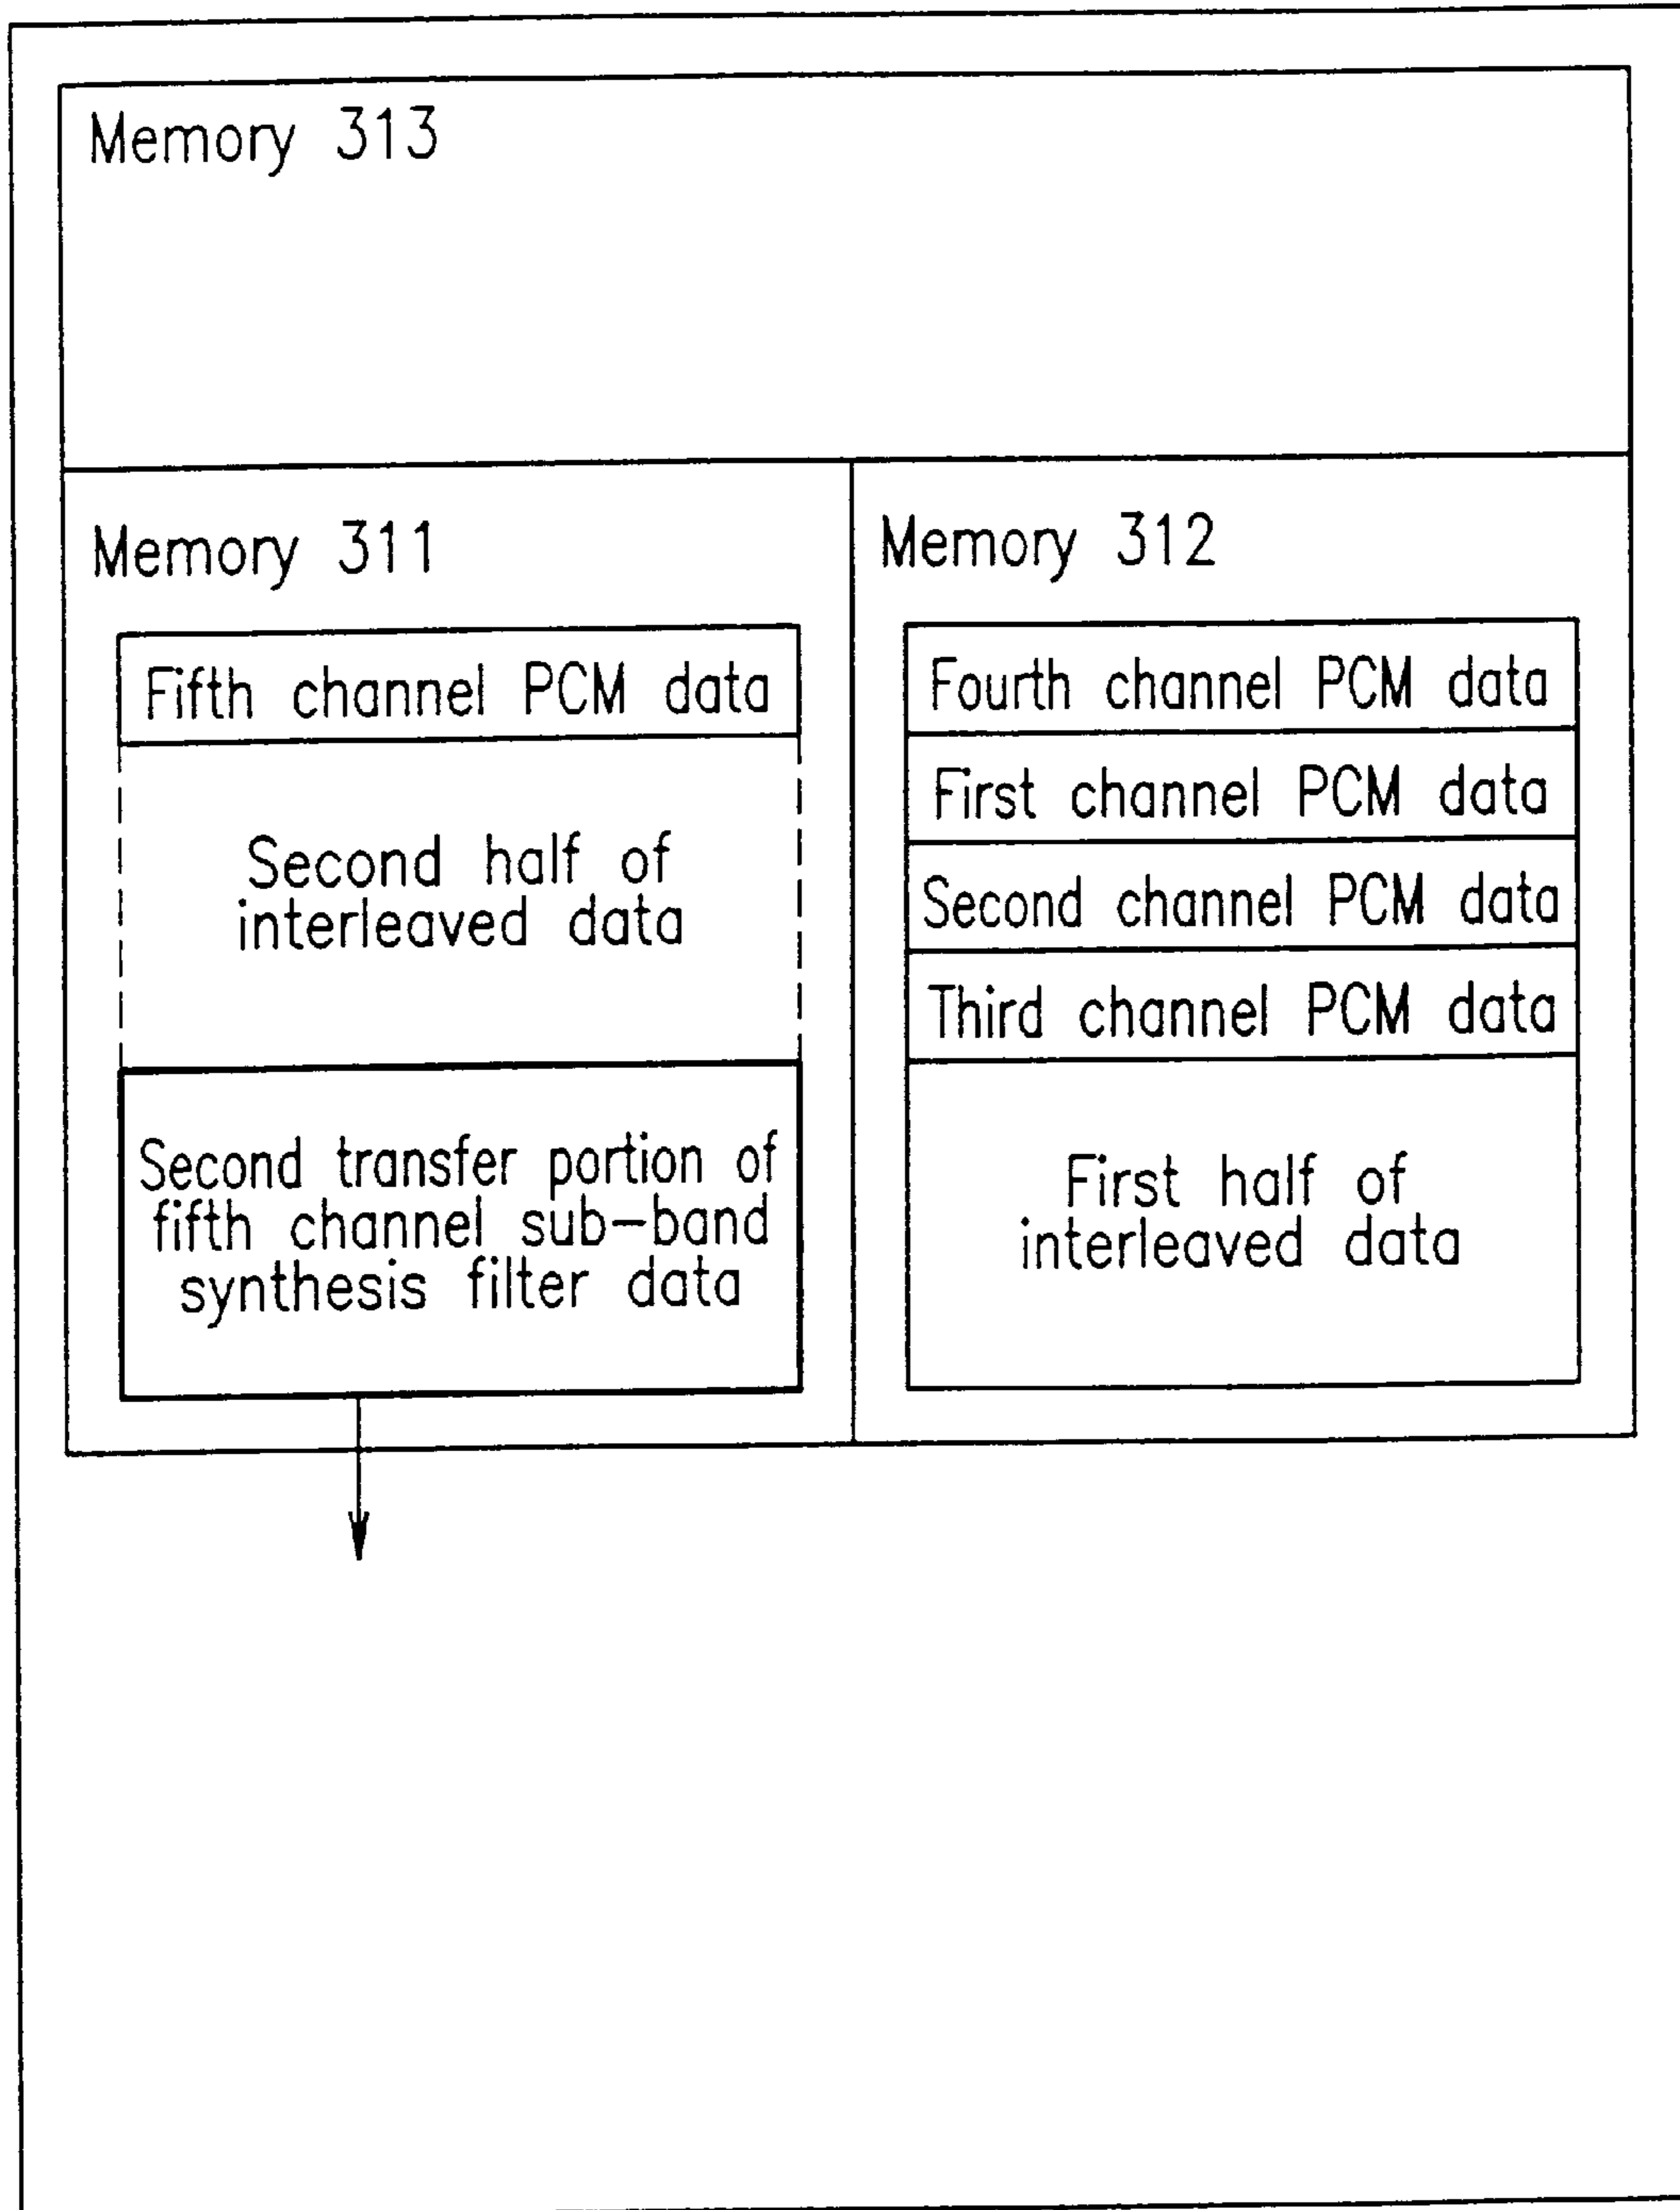 Memory 313
Memory 311
Fifth channel PCM data
Second half of
interleaved data
Second transfer portion of
fifth channel sub-band
synthesis filter data
Memory 312
Fourth channel PCM data
First channel PCM data
Second channel PCM data
Third channel PCM data
First half of
interleaved data